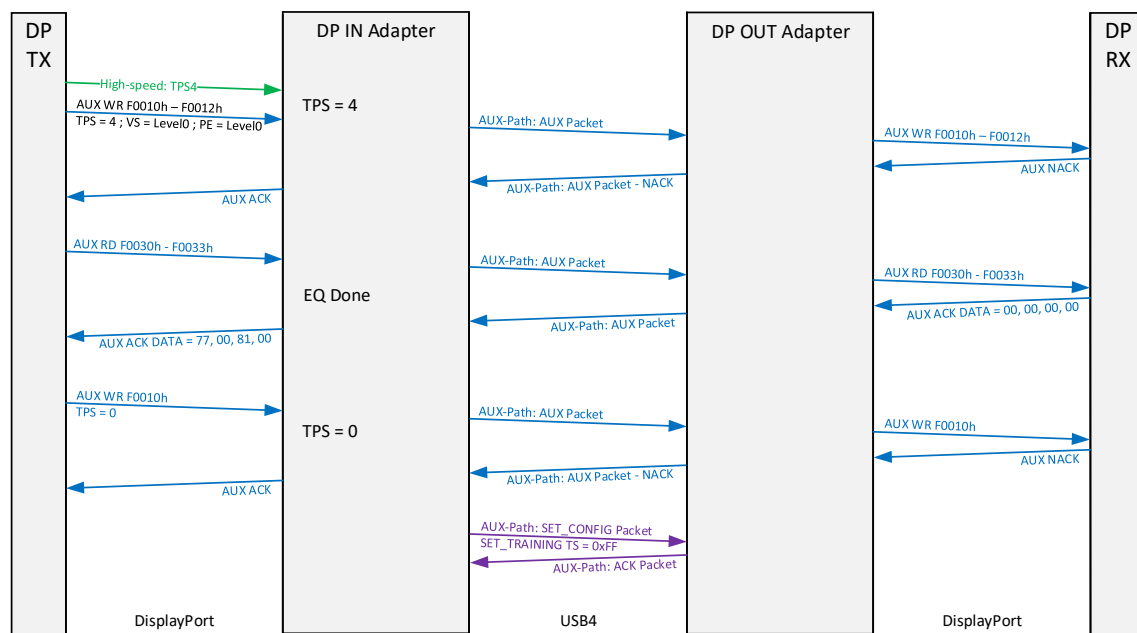 DP
TX
DP IN Adapter
DP OUT Adapter
DP
RX
High-speed: TPS4
AUX WR F0010h – F0012h
TPS = 4 ; VS = Level0 ; PE = Level0
TPS = 4
AUX-Path: AUX Packet
AUX WR F0010h – F0012h
AUX NACK
AUX-Path: AUX Packet - NACK
AUX ACK
AUX RD F0030h - F0033h
AUX-Path: AUX Packet
AUX RD F0030h - F0033h
EQ Done
AUX ACK DATA = 00, 00, 00, 00
AUX-Path: AUX Packet
AUX ACK DATA = 77, 00, 81, 00
AUX WR F0010h
TPS = 0
AUX-Path: AUX Packet
AUX WR F0010h
TPS = 0
AUX NACK
AUX-Path: AUX Packet - NACK
AUX ACK
AUX-Path: SET_CONFIG Packet
SET_TRAINING TS = 0xFF
AUX-Path: ACK Packet
DisplayPort
USB4
DisplayPort